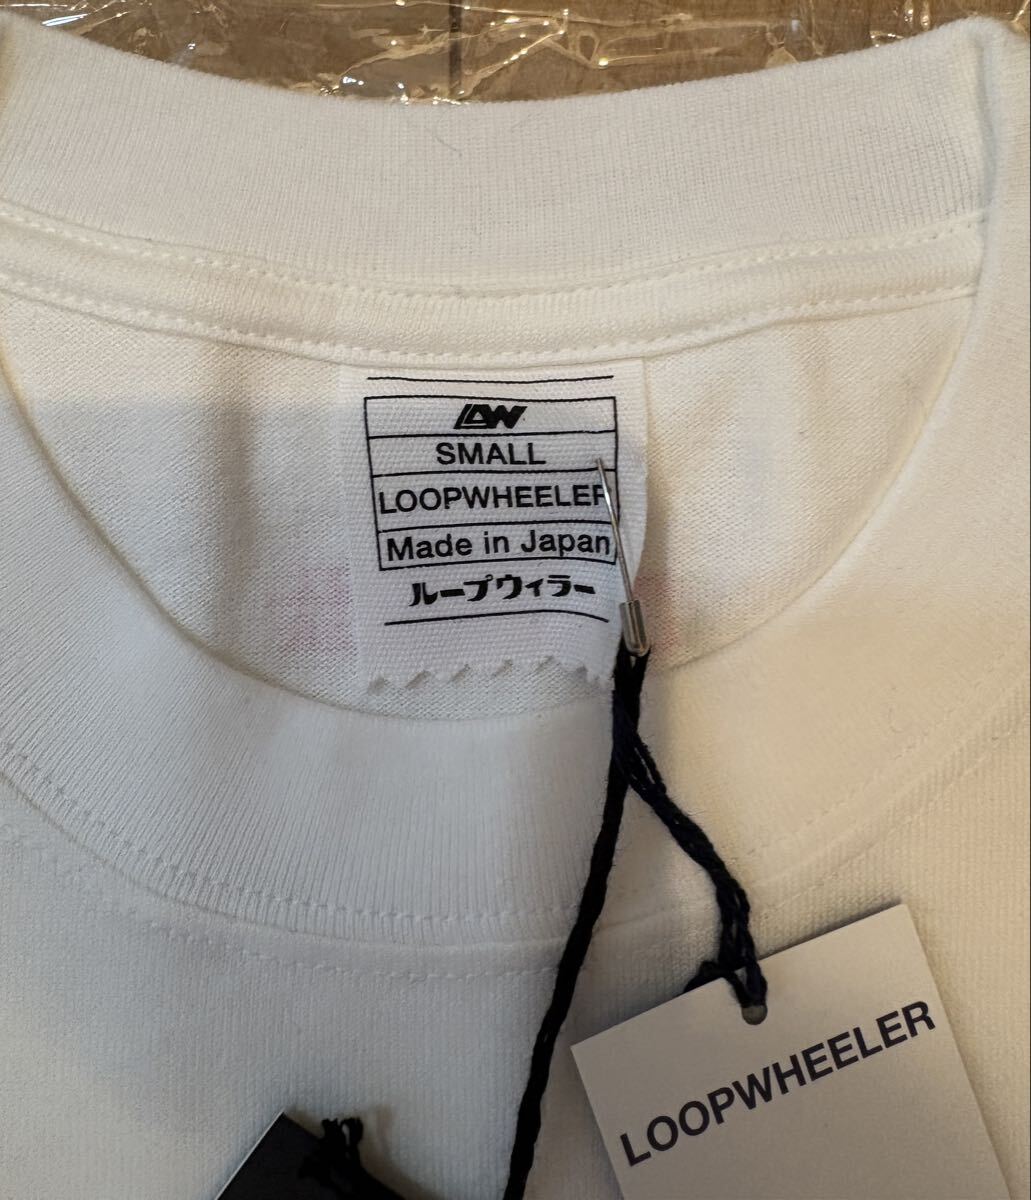 LW
SMALL
LOOPWHEELER
Made in Japan
ループウィラー
LOOPWHEELER